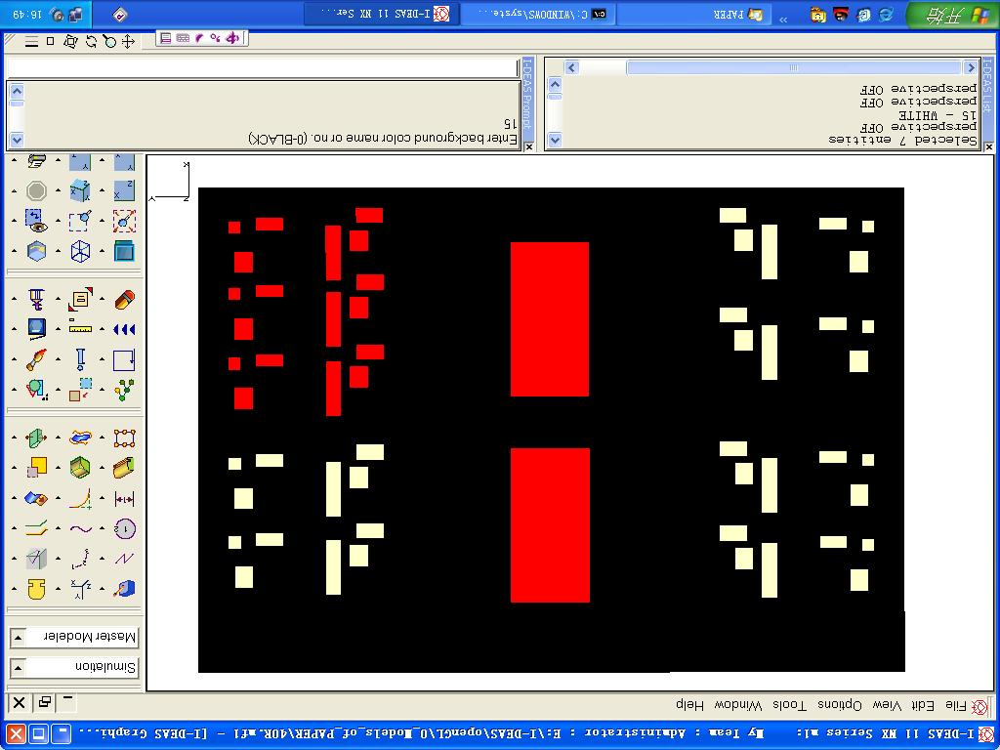 I-DEAS 11 NX Series m1: My Team : Administrator : E:\I-DEAS\openGL\0_Models_of_PAPER\40R.mf1 - [I-DEAS Graphi...
File Edit View Options Tools Window Help
Simulation
Master Modeler
I-DEAS List
Selected 7 entities
perspective OFF
15 - WHITE
perspective OFF
perspective OFF
I-DEAS Prompt
Enter background color name or no. (0-BLACK)
15
开始
PAPER
C:\WINDOWS\syste...
I-DEAS 11 NX Ser...
16:49